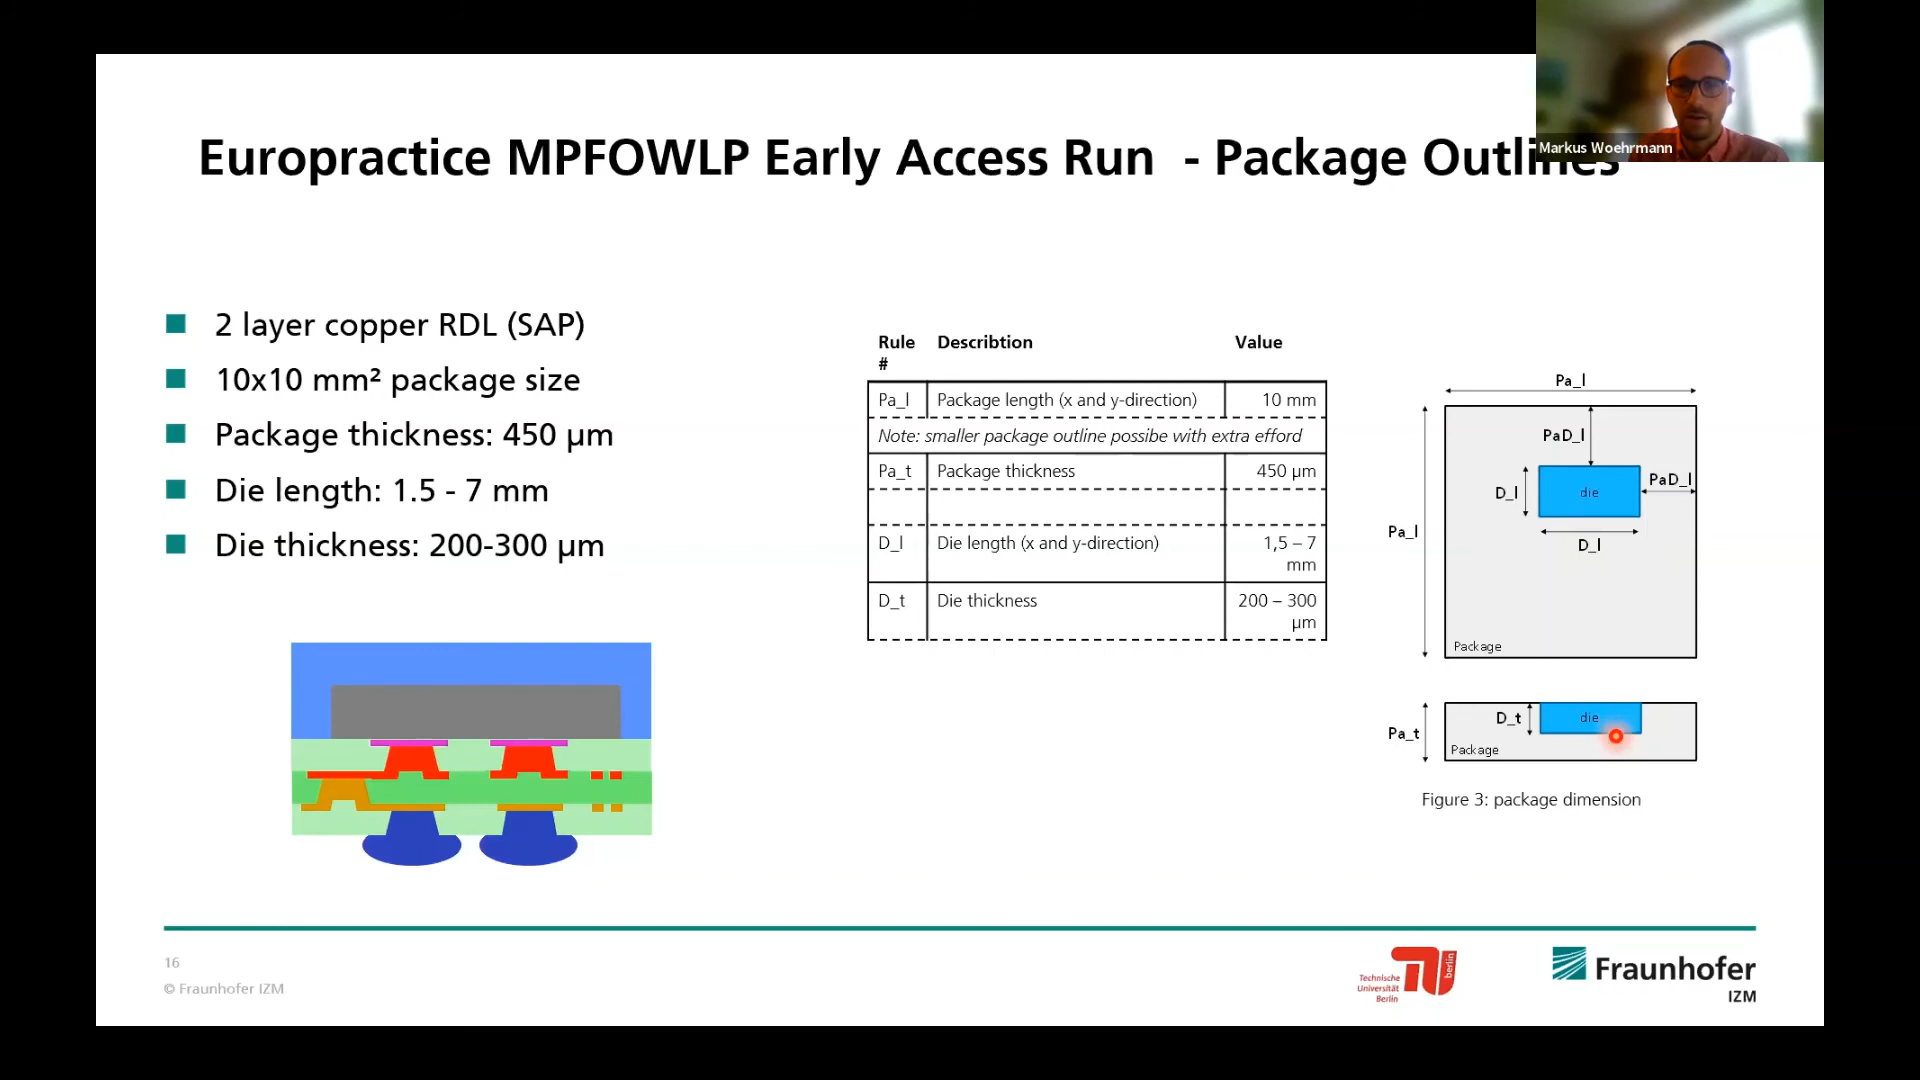 Markus Woehrmann
Europractice MPFOWLP Early Access Run - Package Outlines
2 layer copper RDL (SAP)
10x10 mm² package size
Package thickness: 450 µm
Die length: 1.5 - 7 mm
Die thickness: 200-300 µm
Rule Describtion Value
#
Pa_l Package length (x and y-direction) 10 mm
Note: smaller package outline possibe with extra efford
Pa_t Package thickness 450 µm
D_l Die length (x and y-direction) 1,5 – 7
mm
D_t Die thickness 200 – 300
µm
Pa_l
PaD_l
PaD_l
D_l
die
D_l
Pa_l
Package
D_t
die
Pa_t
Package
Figure 3: package dimension
16
© Fraunhofer IZM
Technische
Universität
Berlin
berlin
Fraunhofer
IZM